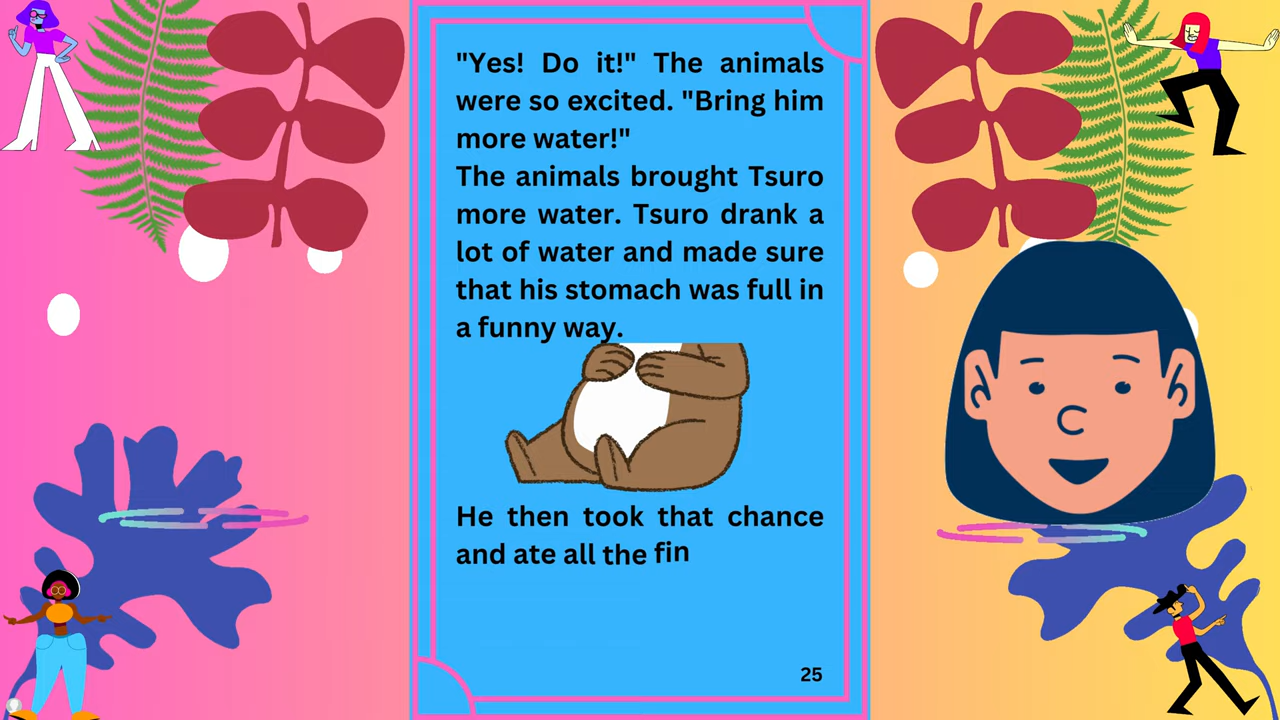 "Yes! Do it!" The animals
were so excited. "Bring him
more water!"
The animals brought Tsuro
more water. Tsuro drank a
lot of water and made sure
that his stomach was full in
a funny way.
He then took that chance
and ate all the fin
25